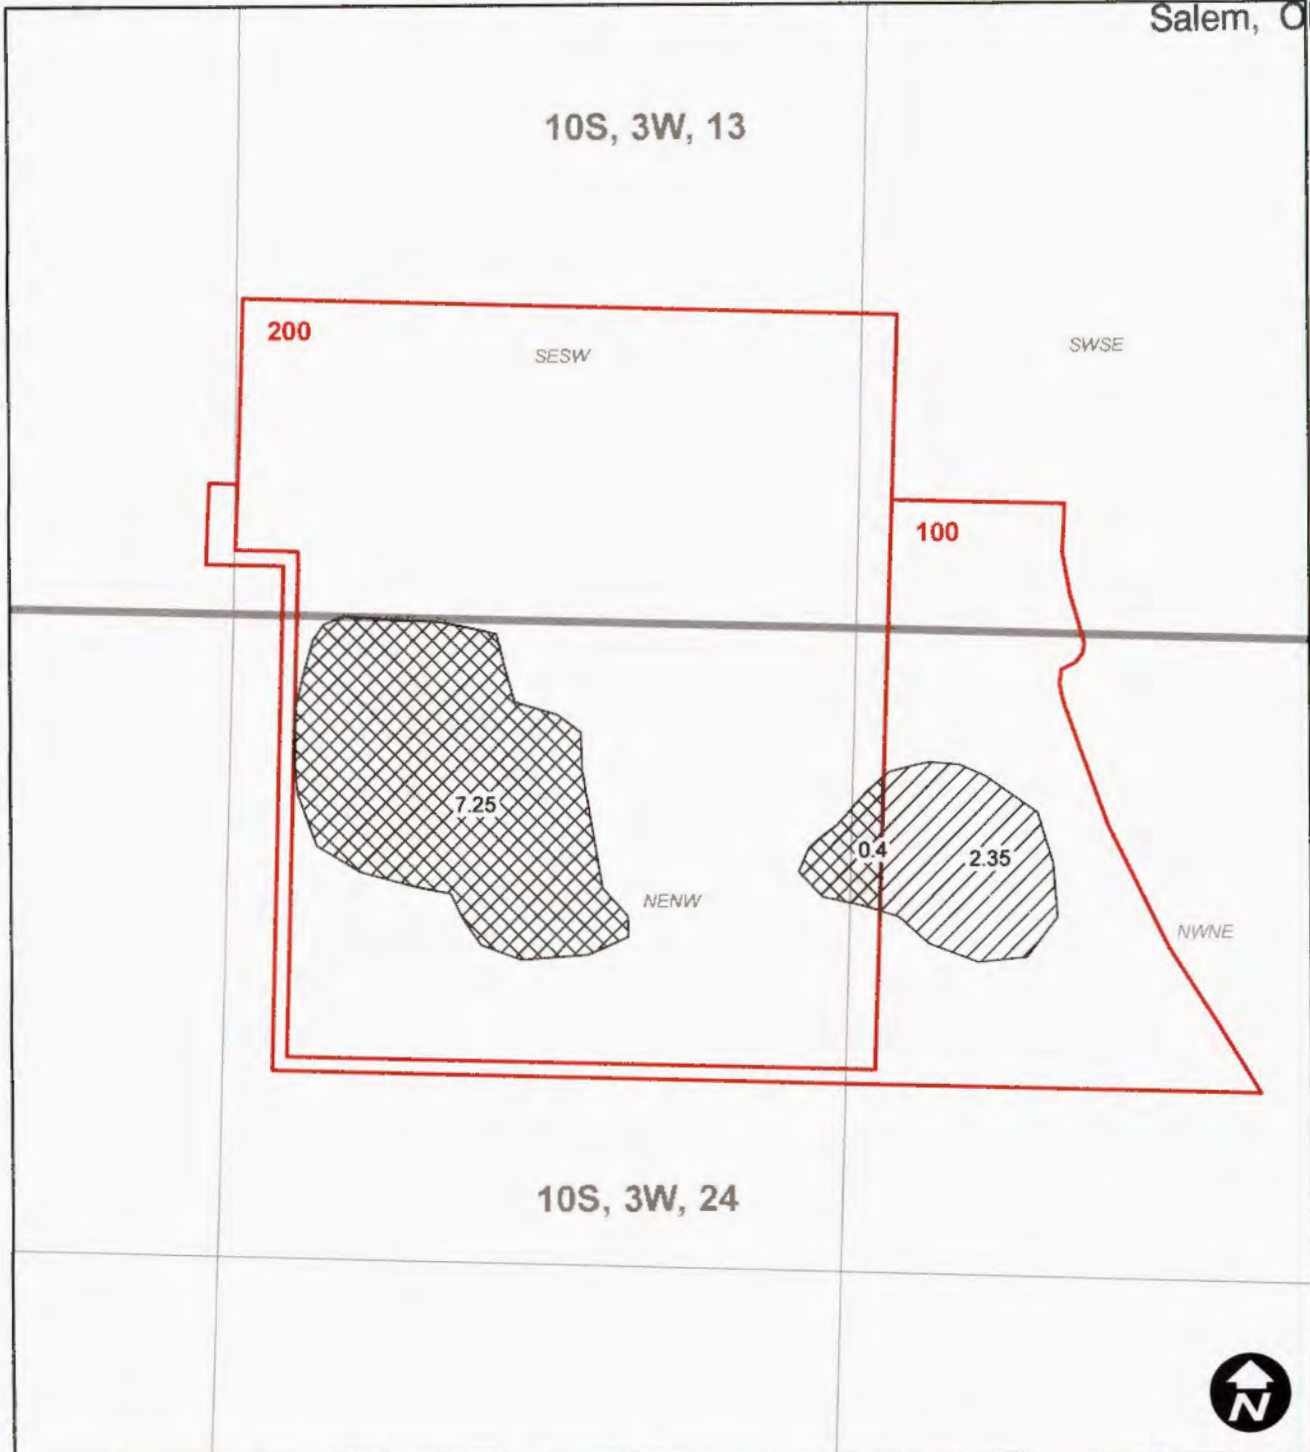 Salem, O
10S, 3W, 13
200
SESW
SWSE
100
7.25
0.4
2.35
NENW
NWNE
10S, 3W, 24
N